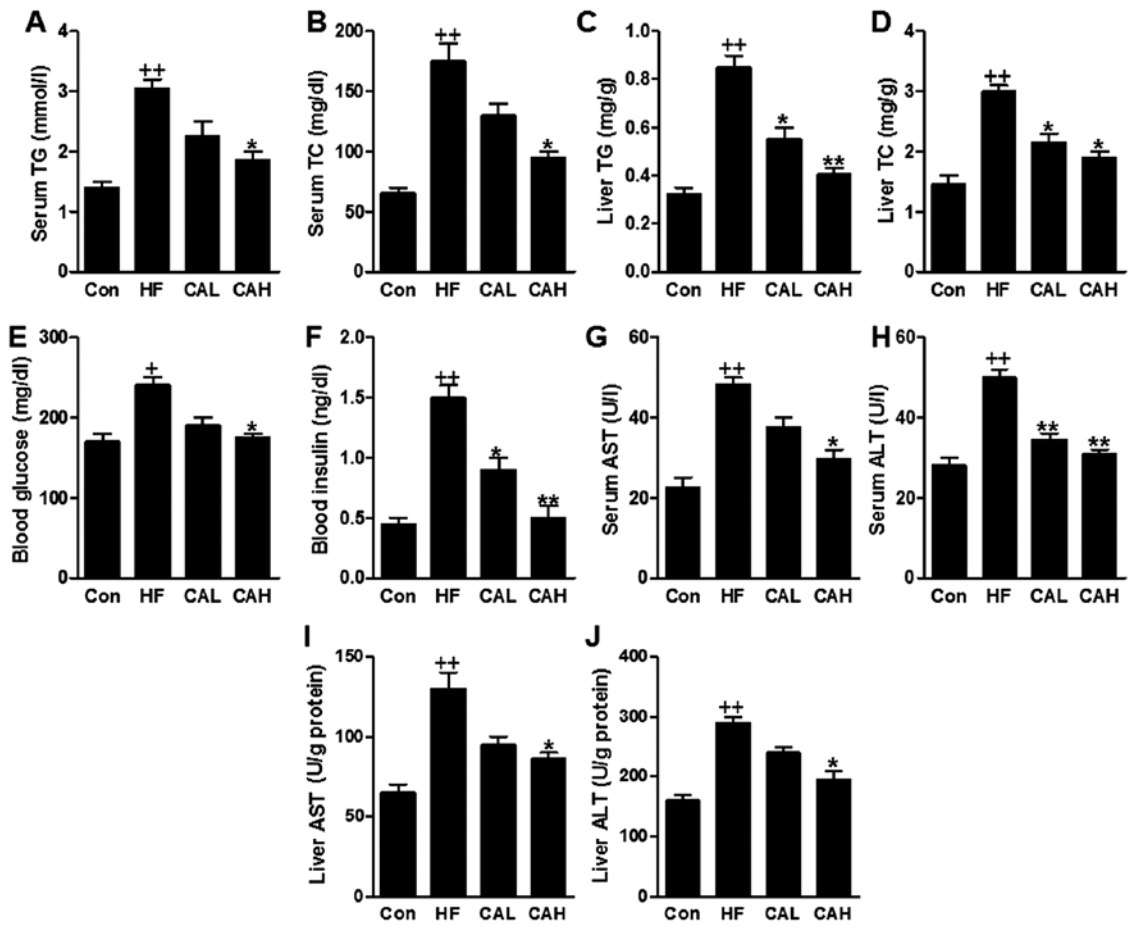 A
Serum TG (mmol/l)
4
3
2
1
0
++
*
Con HF CAL CAH
B
Serum TC (mg/dl)
200
150
100
50
0
++
*
Con HF CAL CAH
C
Liver TG (mg/g)
1.0
0.8
0.6
0.4
0.2
0.0
++
*
**
Con HF CAL CAH
D
Liver TC (mg/g)
4
3
2
1
0
++
*
*
Con HF CAL CAH
E
Blood glucose (mg/dl)
300
200
100
0
+
*
Con HF CAL CAH
F
Blood insulin (ng/dl)
2.0
1.5
1.0
0.5
0.0
++
*
**
Con HF CAL CAH
G
Serum AST (U/l)
60
40
20
0
++
*
Con HF CAL CAH
H
Serum ALT (U/l)
60
40
20
0
++
**
**
Con HF CAL CAH
I
Liver AST (U/g protein)
150
100
50
0
++
*
Con HF CAL CAH
J
Liver ALT (U/g protein)
400
300
200
100
0
++
*
Con HF CAL CAH